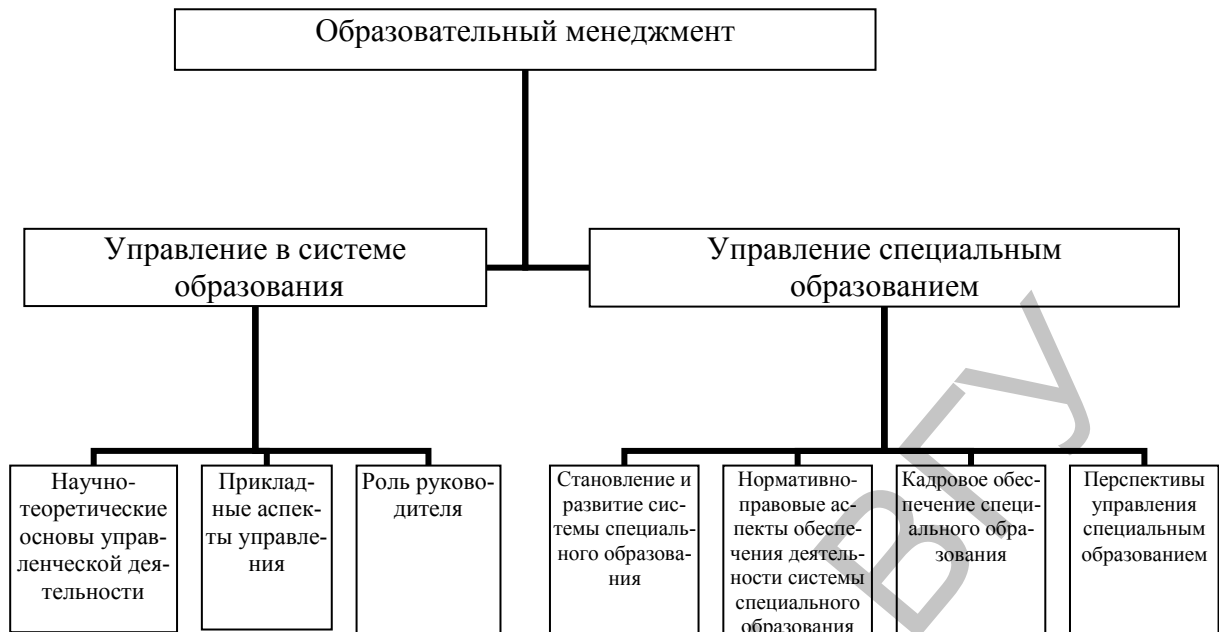 Образовательный менеджмент
Управление в системе
образования
Управление специальным
образованием
Научно-
теоретические
основы управ-
ленческой дея-
тельности
Приклад-
ные аспек-
ты управле-
ния
Роль руково-
дителя
Становление и
развитие сис-
темы специаль-
ного образова-
ния
Нормативно-
правовые ас-
пекты обеспе-
чения деятель-
ности системы
специального
образования
Кадровое обес-
печение специ-
ального обра-
зования
Перспективы
управления
специальным
образованием
ВГУ